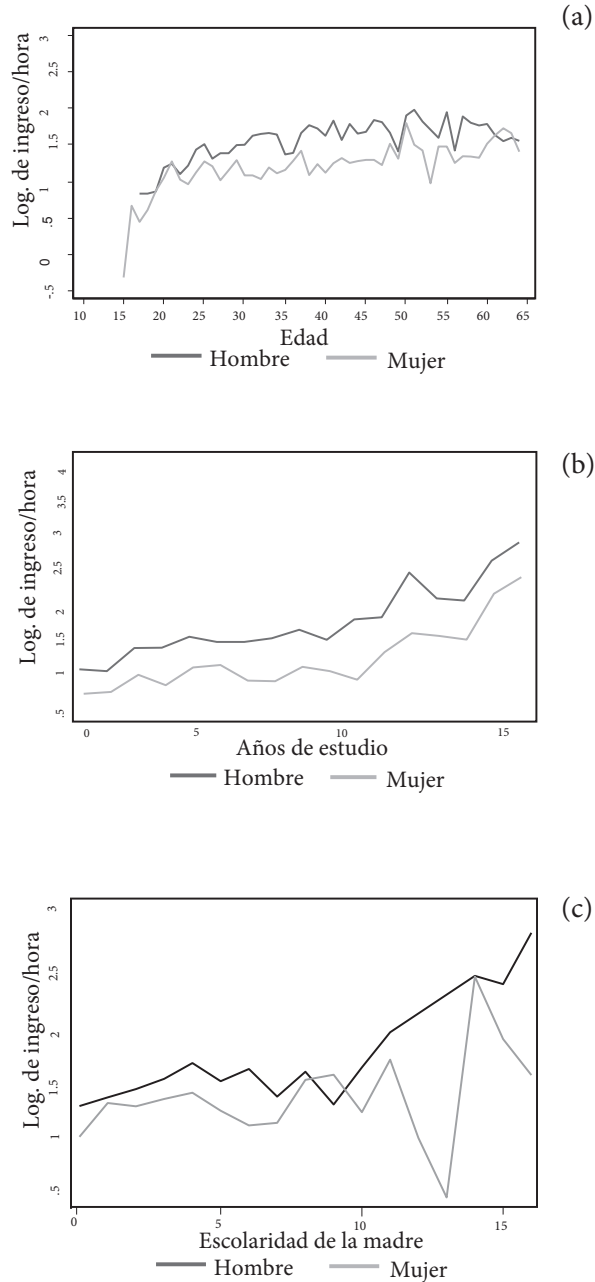 (a)
Log. de ingreso/hora
3
2.5
2
1.5
1
.5
0
-.5
10 15 20 25 30 35 40 45 50 55 60 65
Edad
Hombre Mujer
(b)
Log. de ingreso/hora
4
3.5
3
2.5
2
1.5
1
.5
0 5 10 15
Años de estudio
Hombre Mujer
(c)
Log. de ingreso/hora
3
2.5
2
1.5
1
.5
0 5 10 15
Escolaridad de la madre
Hombre Mujer